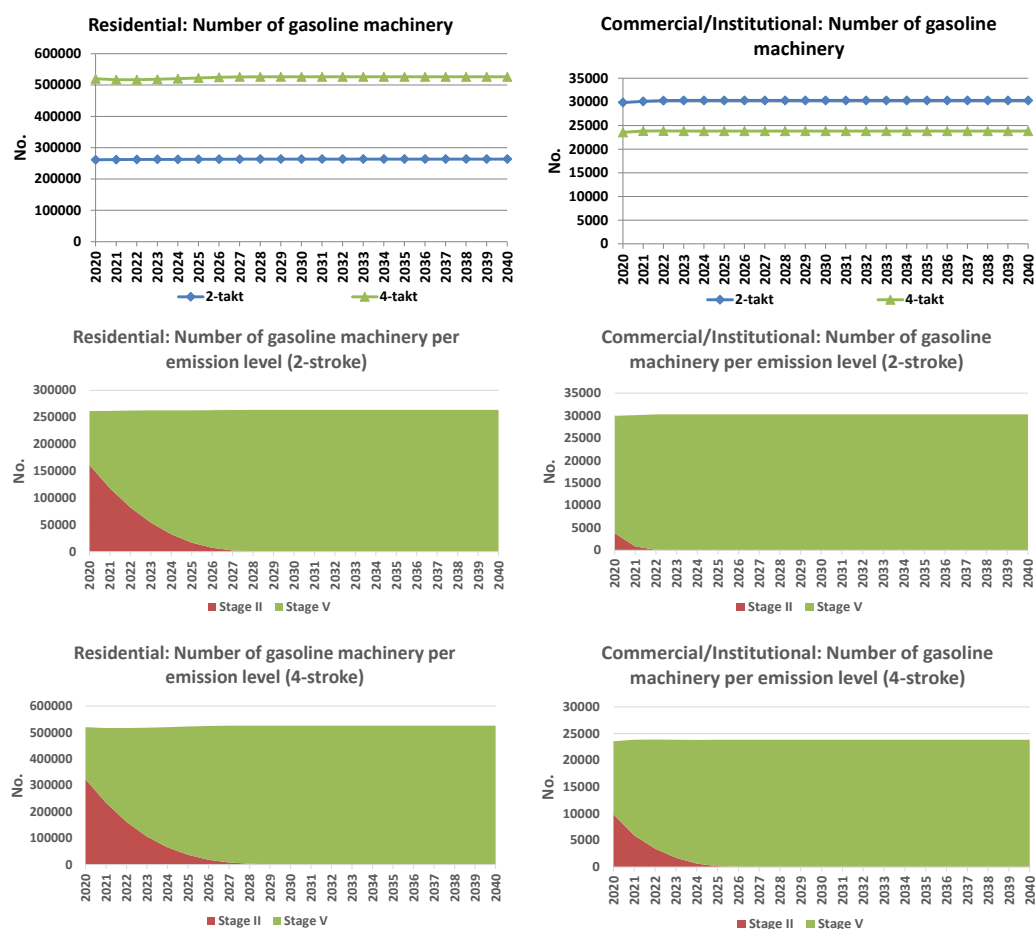 Residential: Number of gasoline machinery
600000
500000
400000
300000
200000
100000
0
No.
2020 2021 2022 2023 2024 2025 2026 2027 2028 2029 2030 2031 2032 2033 2034 2035 2036 2037 2038 2039 2040
2-takt 4-takt
Commercial/Institutional: Number of gasoline
machinery
35000
30000
25000
20000
15000
10000
5000
0
No.
2020 2021 2022 2023 2024 2025 2026 2027 2028 2029 2030 2031 2032 2033 2034 2035 2036 2037 2038 2039 2040
2-takt 4-takt
Residential: Number of gasoline machinery per
emission level (2-stroke)
300000
250000
200000
150000
100000
50000
0
No.
2020 2021 2022 2023 2024 2025 2026 2027 2028 2029 2030 2031 2032 2033 2034 2035 2036 2037 2038 2039 2040
Stage II Stage V
Commercial/Institutional: Number of gasoline
machinery per emission level (2-stroke)
35000
30000
25000
20000
15000
10000
5000
0
No.
2020 2021 2022 2023 2024 2025 2026 2027 2028 2029 2030 2031 2032 2033 2034 2035 2036 2037 2038 2039 2040
Stage II Stage V
Residential: Number of gasoline machinery per
emission level (4-stroke)
600000
500000
400000
300000
200000
100000
0
No.
2020 2021 2022 2023 2024 2025 2026 2027 2028 2029 2030 2031 2032 2033 2034 2035 2036 2037 2038 2039 2040
Stage II Stage V
Commercial/Institutional: Number of gasoline
machinery per emission level (4-stroke)
30000
25000
20000
15000
10000
5000
0
No.
2020 2021 2022 2023 2024 2025 2026 2027 2028 2029 2030 2031 2032 2033 2034 2035 2036 2037 2038 2039 2040
Stage II Stage V